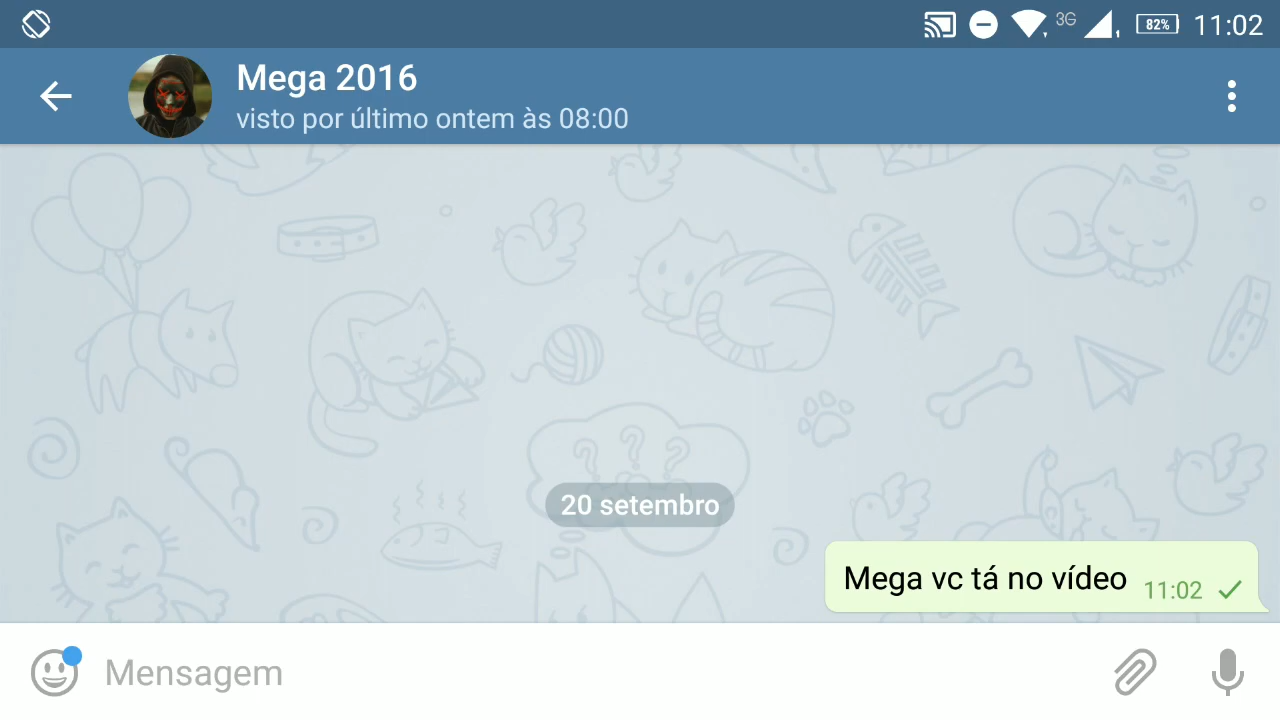 3G 82% 11:02
Mega 2016
visto por último ontem às 08:00
? ? ?
20 setembro
Mega vc tá no vídeo 11:02
Mensagem